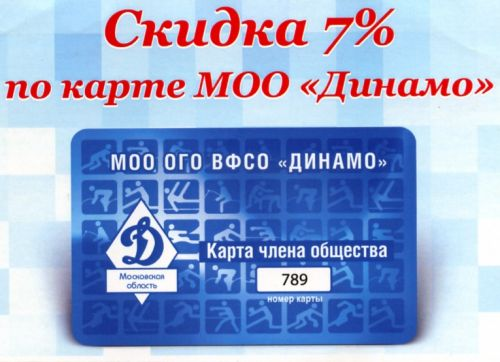 Скидка 7%
по карте МОО «Динамо»
МОО ОГО ВФСО «ДИНАМО»
Д
Московская
область
Карта члена общества
789
номер карты